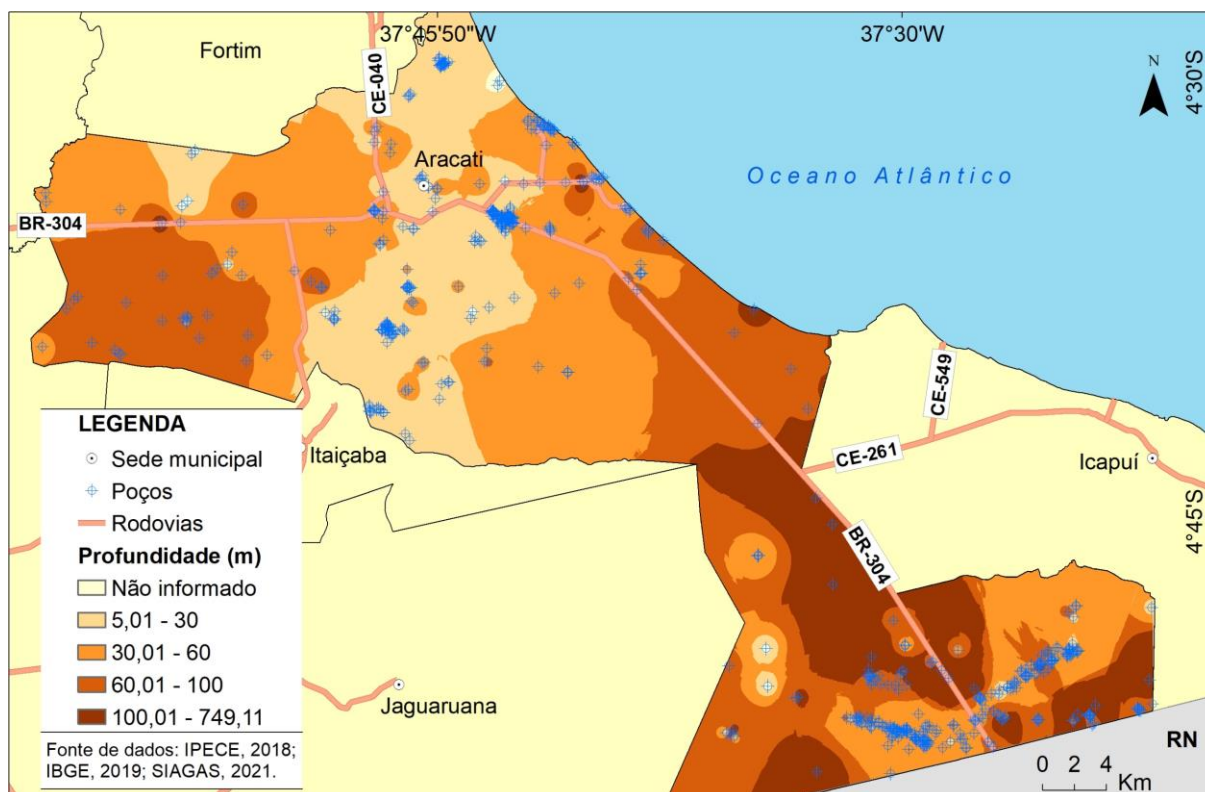 37°45'50"W
37°30'W
Fortim
CE-040
N
4°30'S
Aracati
Oceano Atlântico
BR-304
CE-549
LEGENDA
Sede municipal
Itaiçaba
CE-261
Icapuí
Poços
Rodovias
4°45'S
Profundidade (m)
BR-304
Não informado
5,01 - 30
30,01 - 60
60,01 - 100
Jaguaruana
100,01 - 749,11
RN
Fonte de dados: IPECE, 2018;
IBGE, 2019; SIAGAS, 2021.
0 2 4
Km